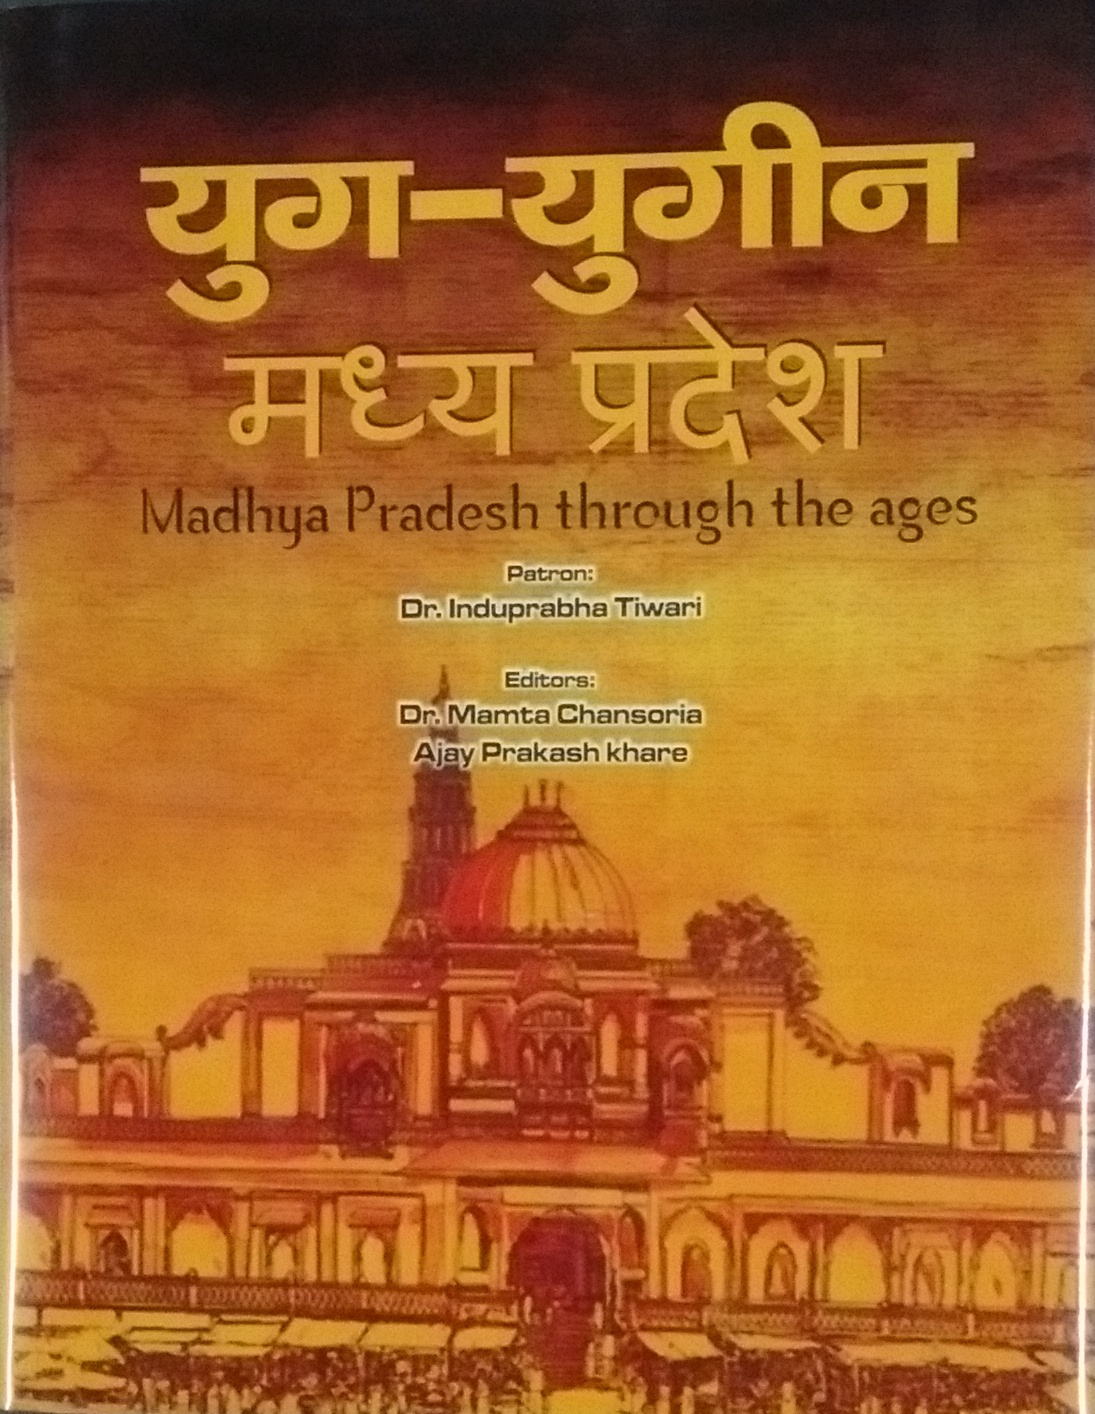 युग–युगीन
मध्य प्रदेश
Madhya Pradesh through the ages
Patron:
Dr. Induprabha Tiwari
Editors:
Dr. Mamta Chansoria
Ajay Prakash khare